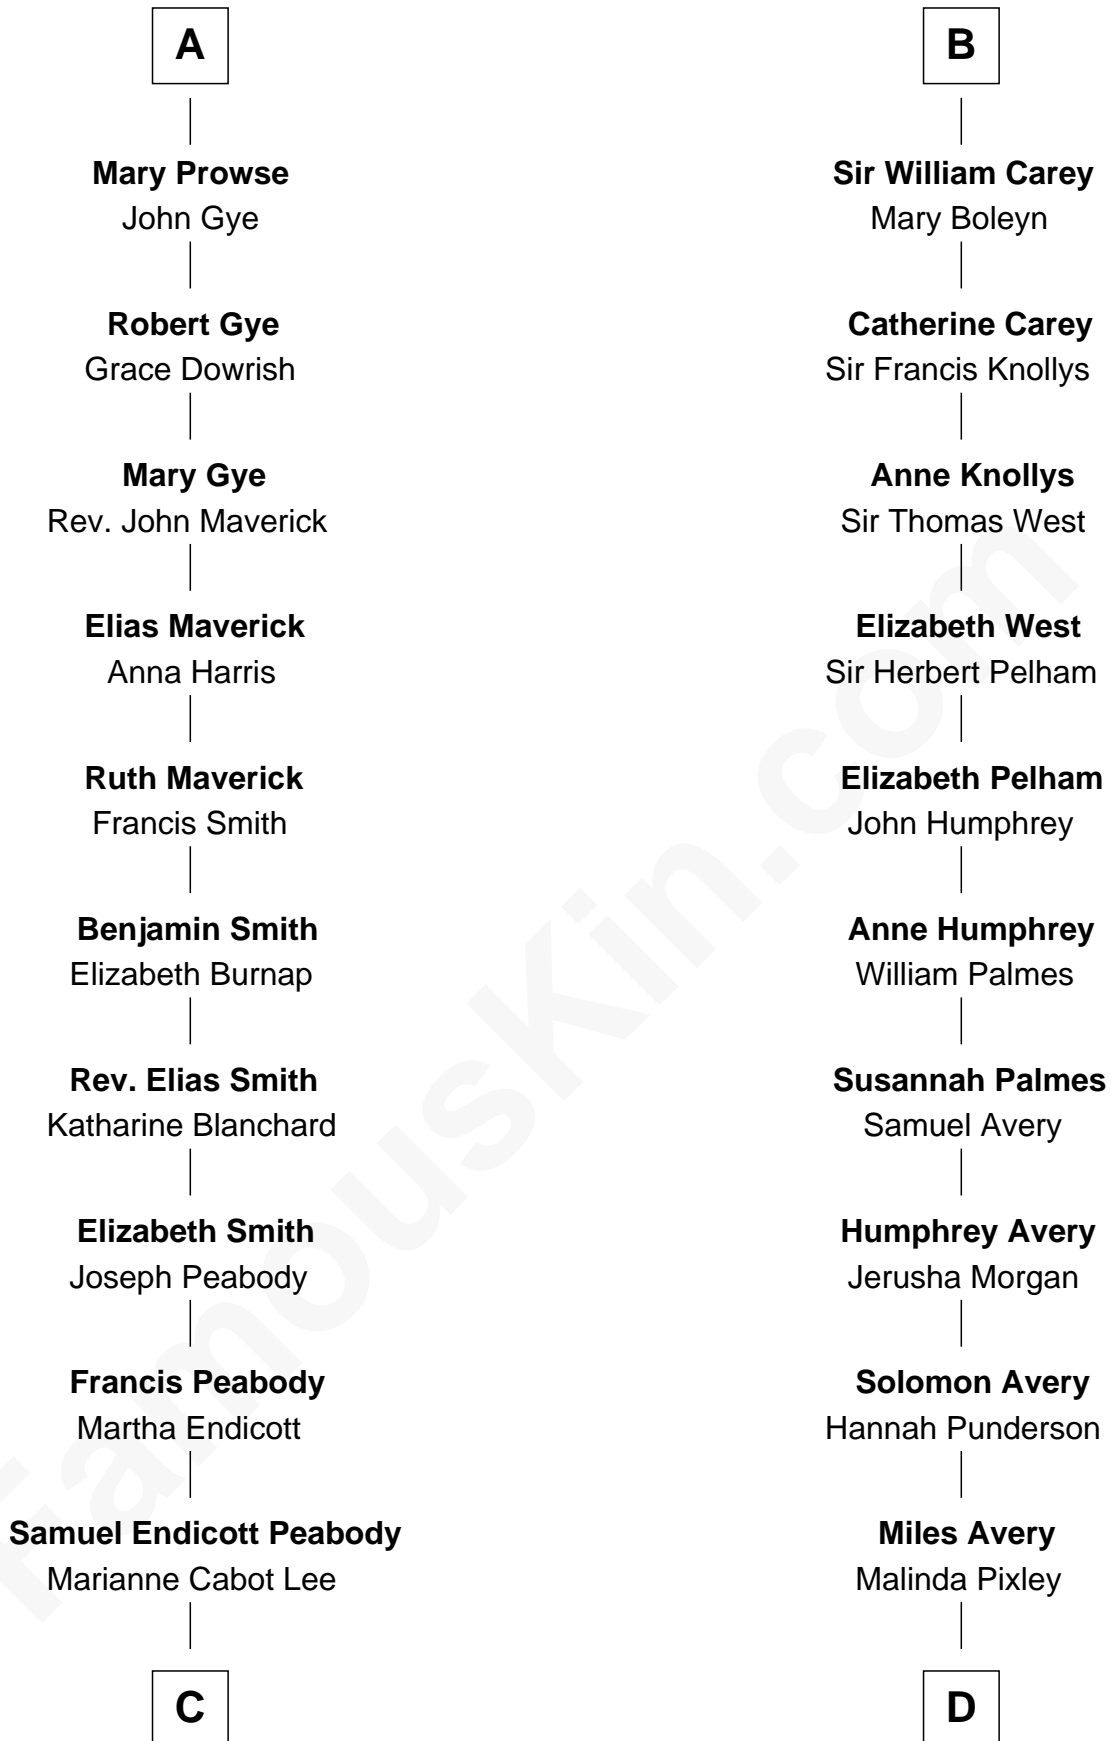 A
Mary Prowse
John Gye
Robert Gye
Grace Dowrish
Mary Gye
Rev. John Maverick
Elias Maverick
Anna Harris
Ruth Maverick
Francis Smith
Benjamin Smith
Elizabeth Burnap
Rev. Elias Smith
Katharine Blanchard
Elizabeth Smith
Joseph Peabody
Francis Peabody
Martha Endicott
Samuel Endicott Peabody
Marianne Cabot Lee
C
B
Sir William Carey
Mary Boleyn
Catherine Carey
Sir Francis Knollys
Anne Knollys
Sir Thomas West
Elizabeth West
Sir Herbert Pelham
Elizabeth Pelham
John Humphrey
Anne Humphrey
William Palmes
Susannah Palmes
Samuel Avery
Humphrey Avery
Jerusha Morgan
Solomon Avery
Hannah Punderson
Miles Avery
Malinda Pixley
D
FamousKin.com